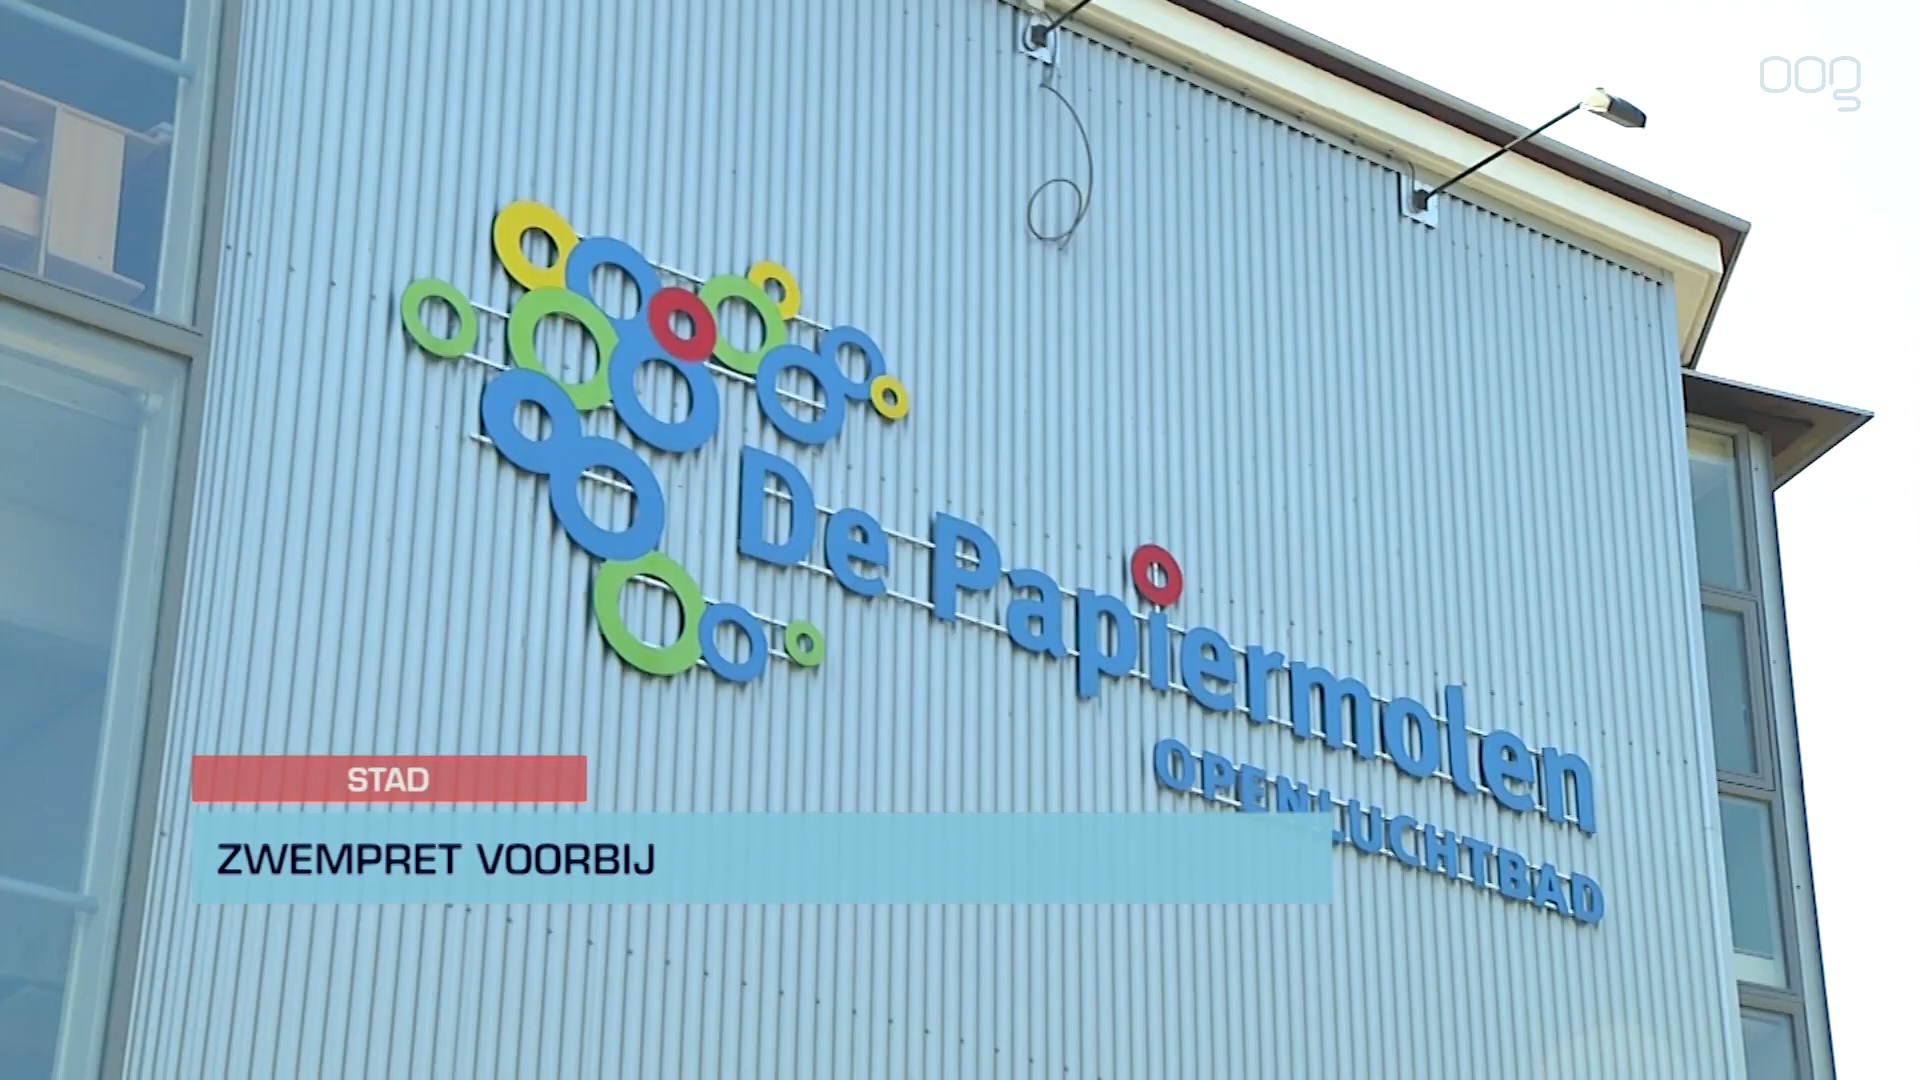 oog
De Papiermolen
OPENLUCHTBAD
STAD
ZWEMPRET VOORBIJ